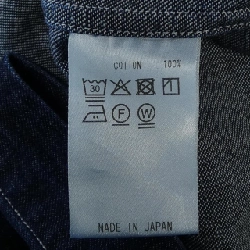 COTTON 100%
30
F W
MADE IN JAPAN